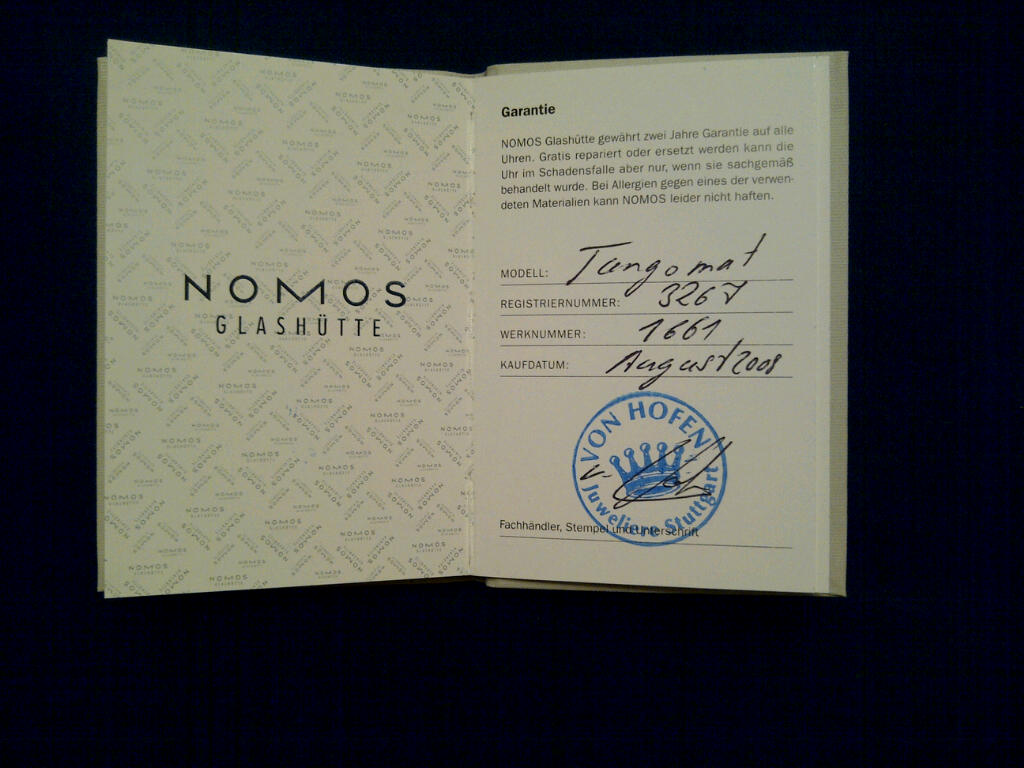 NOMOS
GLASHÜTTE
Garantie
NOMOS Glashütte gewährt zwei Jahre Garantie auf alle
Uhren. Gratis repariert oder ersetzt werden kann die
Uhr im Schadensfalle aber nur, wenn sie sachgemäß
behandelt wurde. Bei Allergien gegen eines der verwen-
deten Materialien kann NOMOS leider nicht haften.
MODELL: Tangomat
REGISTRIERNUMMER: 3267
WERKNUMMER: 1661
KAUFDATUM: August 2008
VON HOFEN
Juweliere Stuttgart
Fachhändler, Stempel und Unterschrift